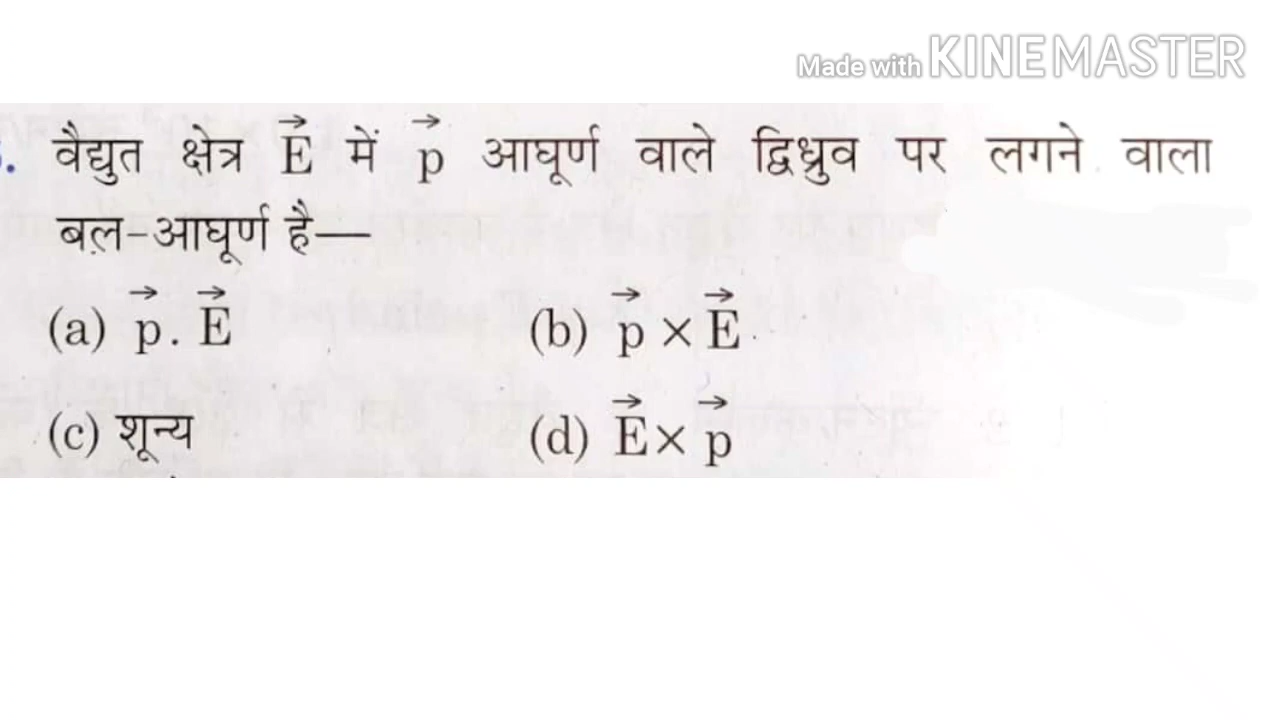 Made with KINEMASTER
. वैद्युत क्षेत्र E⃗ में p⃗ आघूर्ण वाले द्विध्रुव पर लगने वाला
बल-आघूर्ण है—
(a) p⃗ . E⃗ (b) p⃗ × E⃗
(c) शून्य (d) E⃗ × p⃗